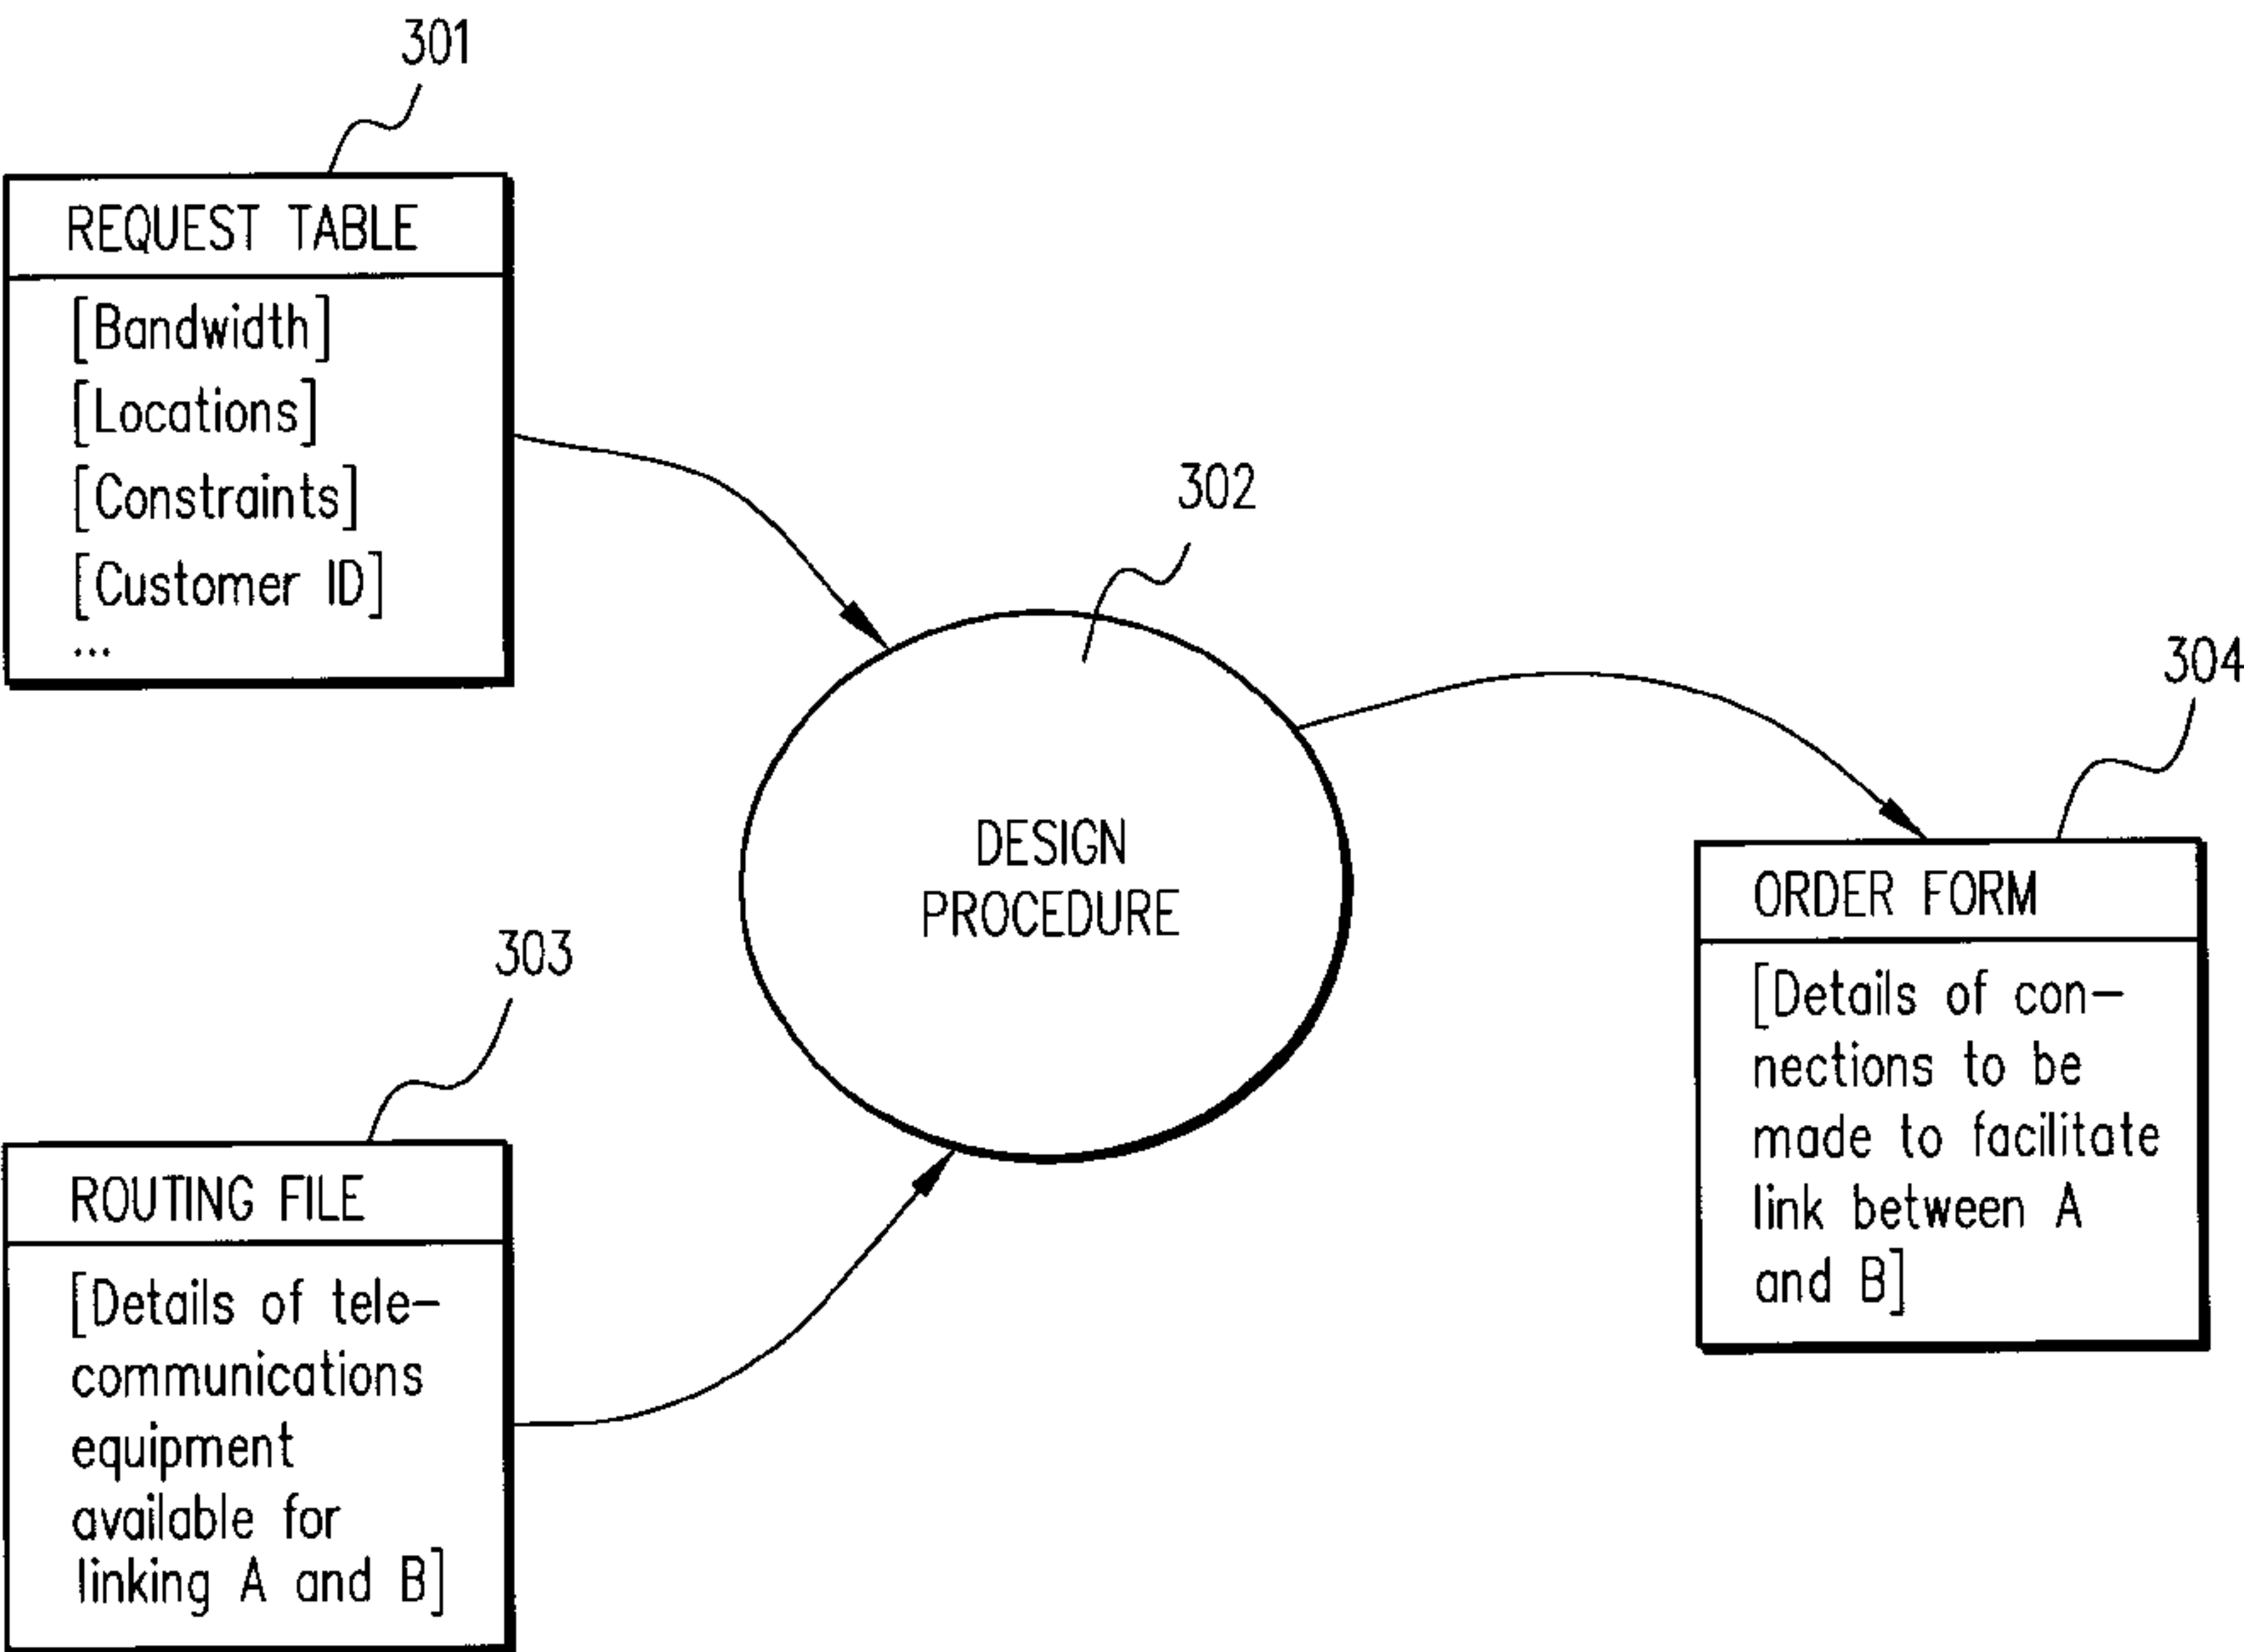 301
REQUEST TABLE
[Bandwidth]
[Locations]
[Constraints]
[Customer ID]
...
302
DESIGN
PROCEDURE
303
ROUTING FILE
[Details of tele-
communications
equipment
available for
linking A and B]
304
ORDER FORM
[Details of con-
nections to be
made to facilitate
link between A
and B]